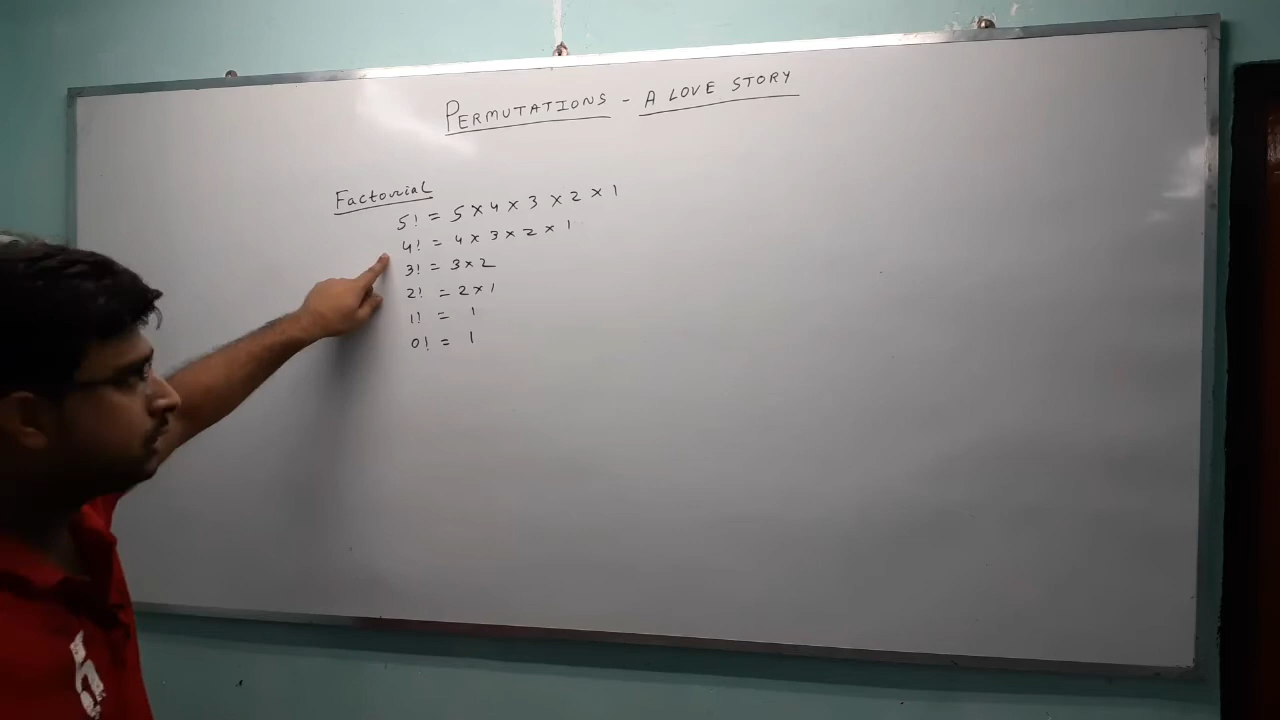 PERMUTATIONS - A LOVE STORY
Factorial
5! = 5 × 4 × 3 × 2 × 1
4! = 4 × 3 × 2 × 1
3! = 3 × 2
2! = 2 × 1
1! = 1
0! = 1